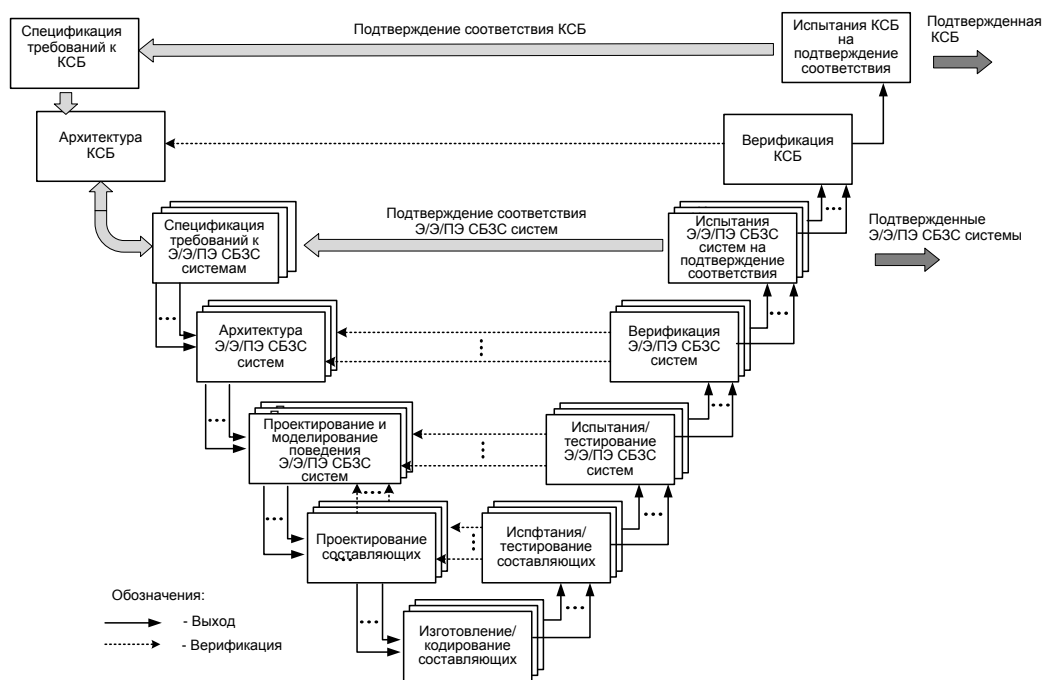 Спецификация
требований к
КСБ
Подтверждение соответствия КСБ
Испытания КСБ
на
подтверждение
соответствия
Подтвержденная
КСБ
Архитектура
КСБ
Верификация
КСБ
Спецификация
требований к
Э/Э/ПЭ СБЗС
системам
Подтверждение соответствия
Э/Э/ПЭ СБЗС систем
Испытания
Э/Э/ПЭ СБЗС
систем на
подтверждение
соответствия
Подтвержденные
Э/Э/ПЭ СБЗС системы
Архитектура
Э/Э/ПЭ СБЗС
систем
Верификация
Э/Э/ПЭ СБЗС
систем
Проектирование и
моделирование
поведения
Э/Э/ПЭ СБЗС
систем
Испытания/
тестирование
Э/Э/ПЭ СБЗС
систем
Проектирование
составляющих
Испфтания/
тестирование
составляющих
Изготовление/
кодирование
составляющих
Обозначения:
- Выход
- Верификация